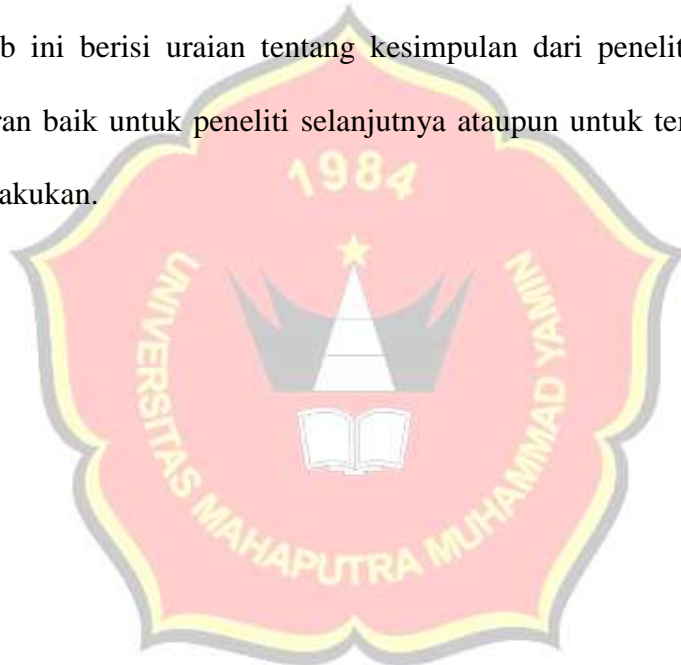 b ini berisi uraian tentang kesimpulan dari penelit
ran baik untuk peneliti selanjutnya ataupun untuk te
akukan.
1984
UNIVERSITAS MAHAPUTRA MUHAMMAD YAMIN